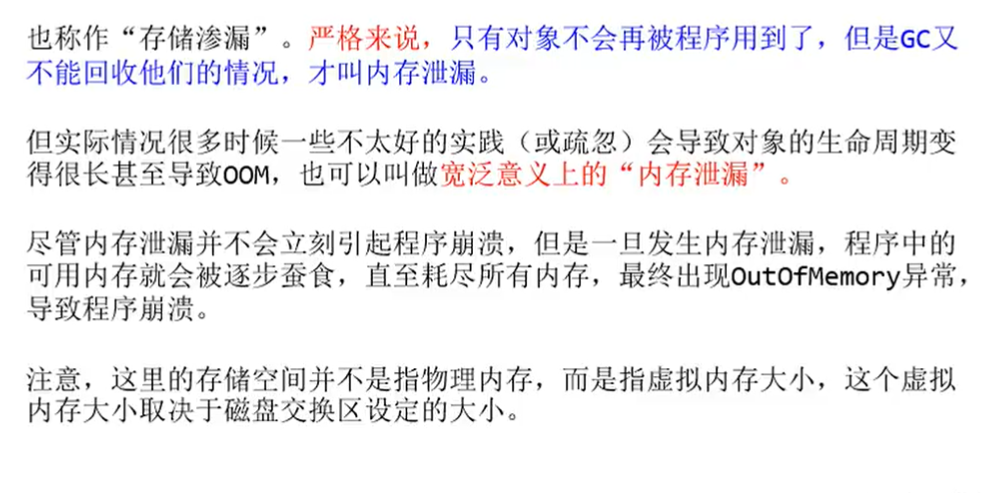 也称作“存储渗漏”。严格来说，只有对象不会再被程序用到了，但是GC又
不能回收他们的情况，才叫内存泄漏。
但实际情况很多时候一些不太好的实践（或疏忽）会导致对象的生命周期变
得很长甚至导致OOM，也可以叫做宽泛意义上的“内存泄漏”。
尽管内存泄漏并不会立刻引起程序崩溃，但是一旦发生内存泄漏，程序中的
可用内存就会被逐步蚕食，直至耗尽所有内存，最终出现OutOfMemory异常，
导致程序崩溃。
注意，这里的存储空间并不是指物理内存，而是指虚拟内存大小，这个虚拟
内存大小取决于磁盘交换区设定的大小。